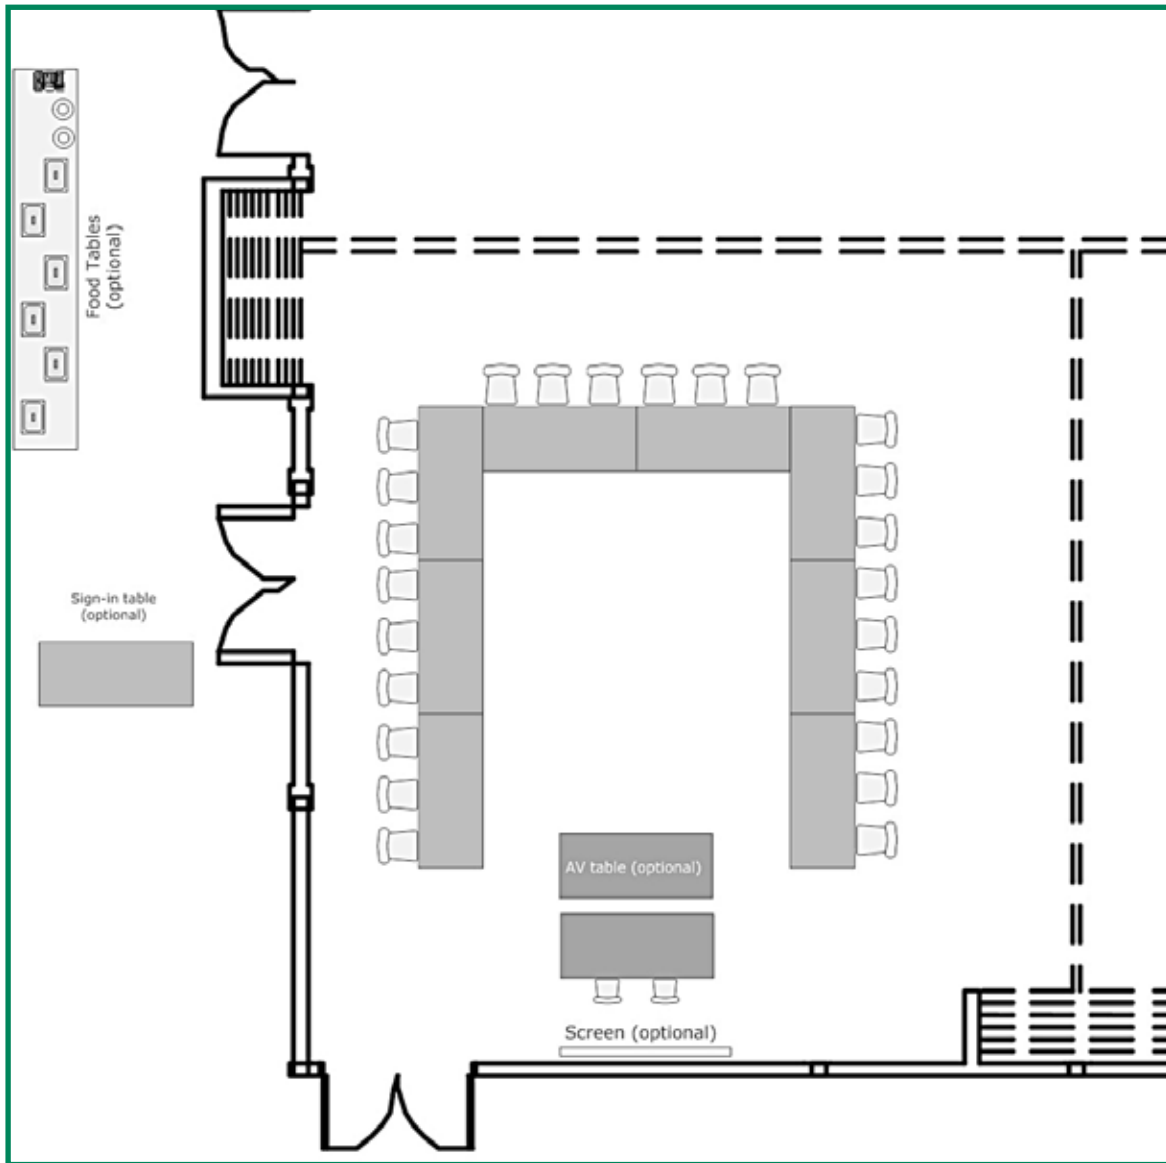 Food Tables
(optional)
Sign-in table
(optional)
AV table (optional)
Screen (optional)